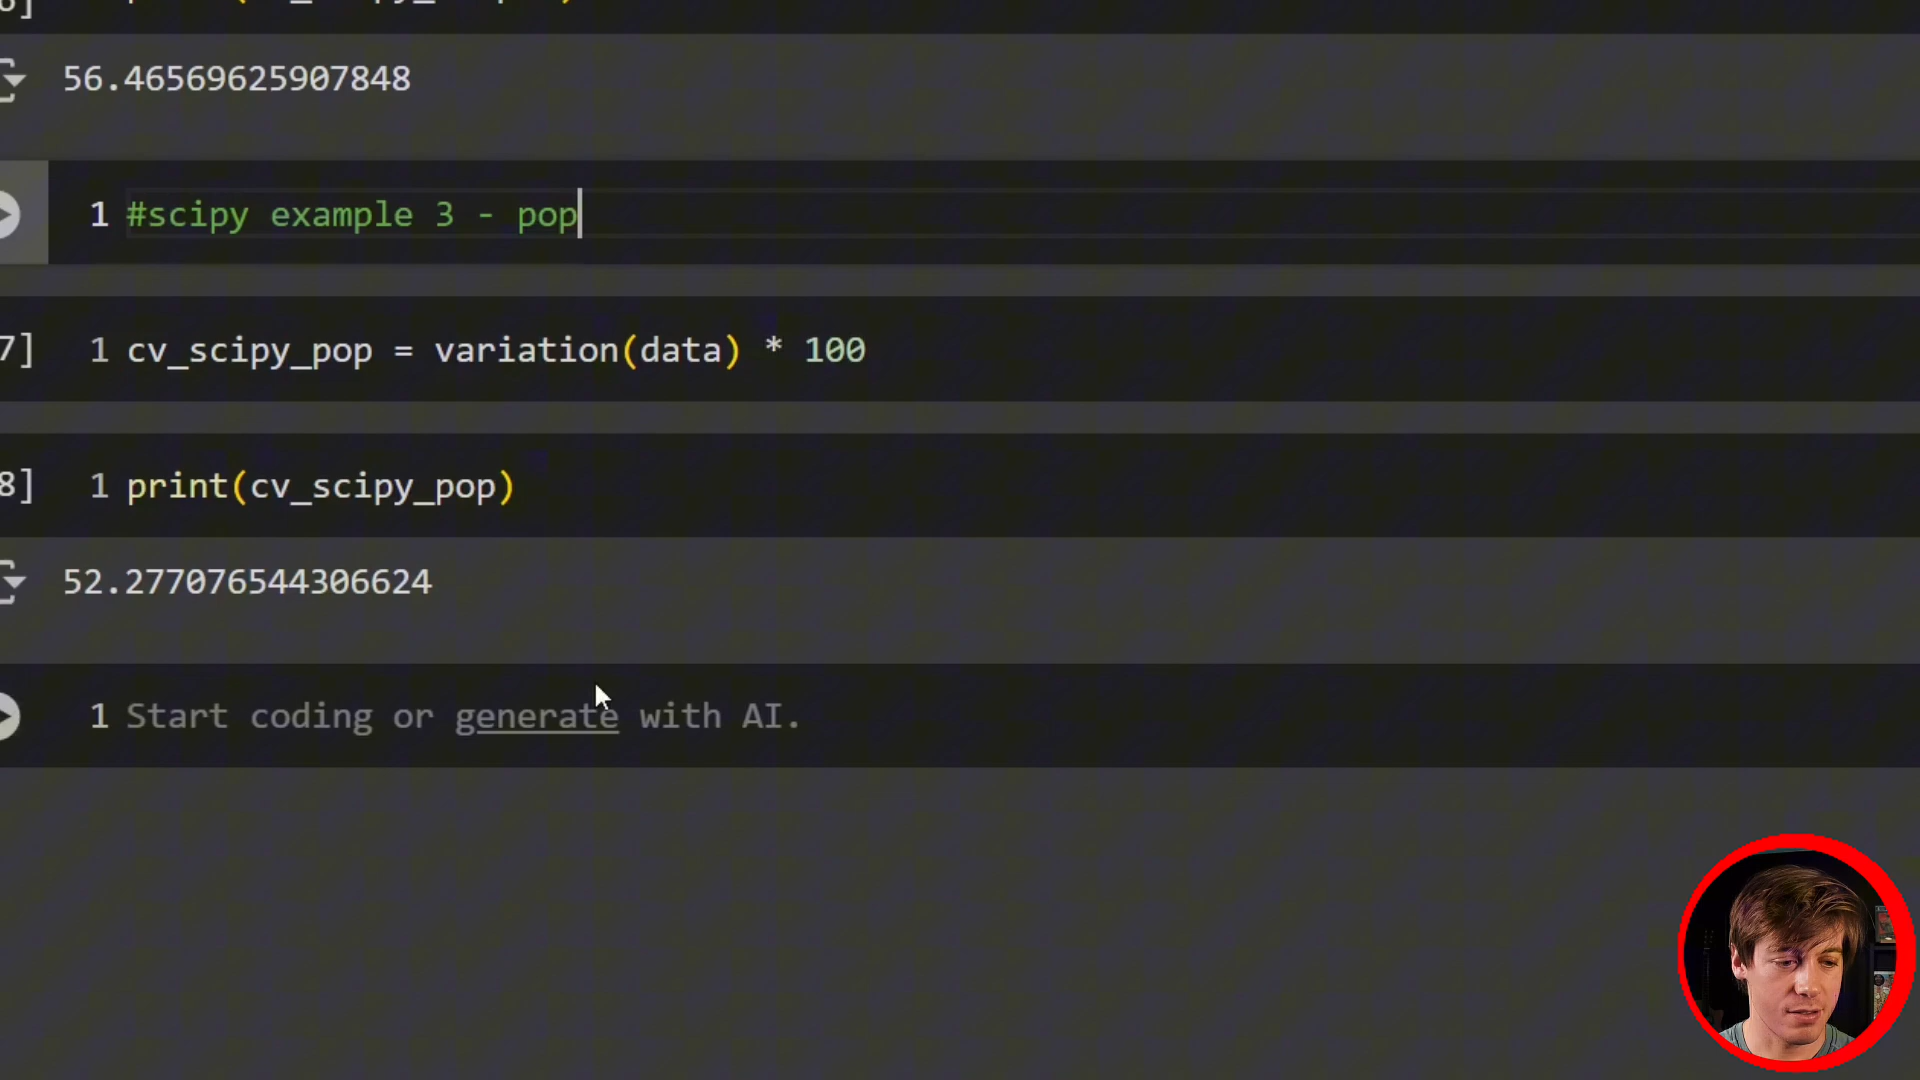 56.46569625907848
1 #scipy example 3 - pop
7] 1 cv_scipy_pop = variation(data) * 100
8] 1 print(cv_scipy_pop)
52.277076544306624
1 Start coding or generate with AI.